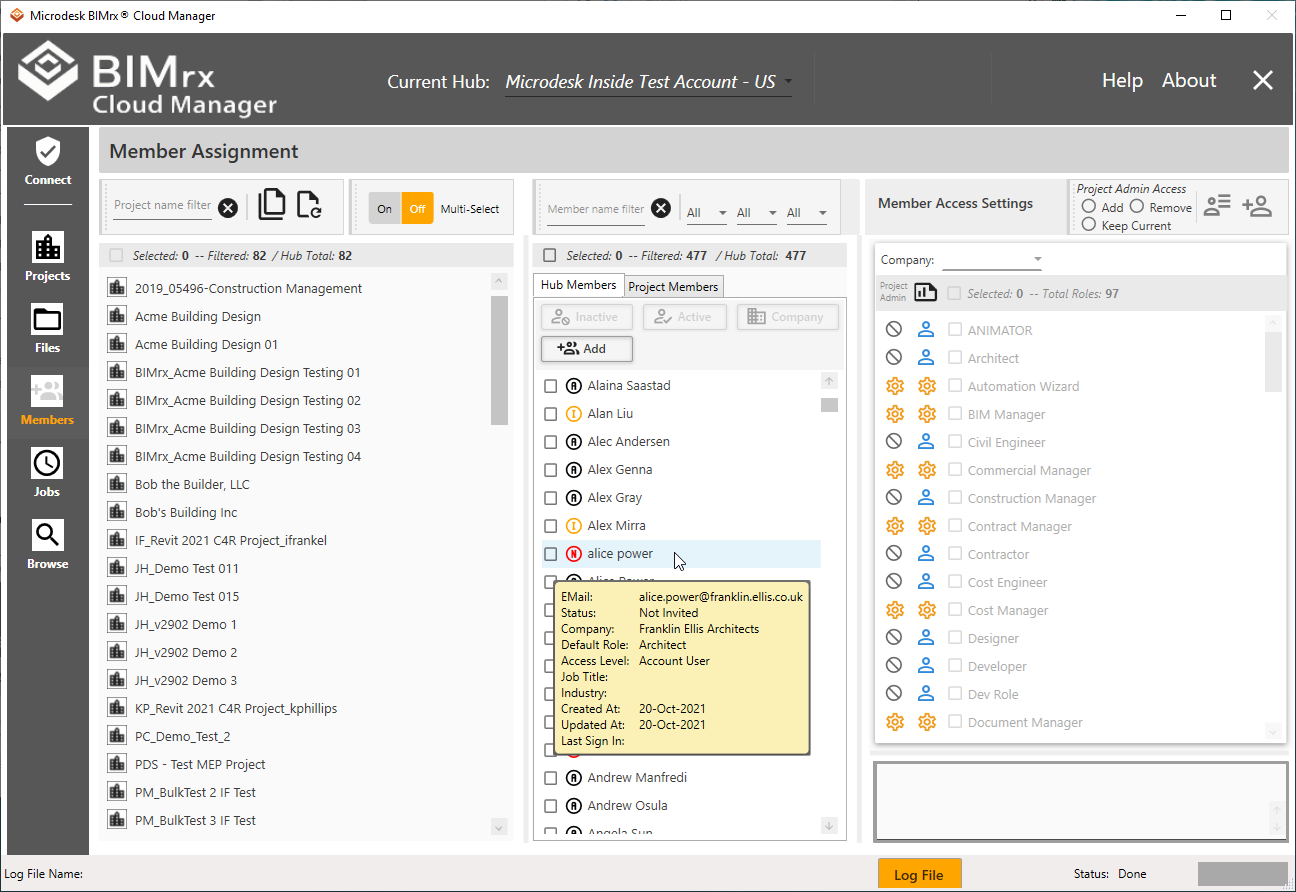 Microdesk BIMrx® Cloud Manager
BIMrx
Cloud Manager
Current Hub: Microdesk Inside Test Account - US
Help About
Member Assignment
Connect
Projects
Files
Members
Jobs
Browse
Project name filter
On Off Multi-Select
Selected: 0 -- Filtered: 82 / Hub Total: 82
2019_05496-Construction Management
Acme Building Design
Acme Building Design 01
BIMrx_Acme Building Design Testing 01
BIMrx_Acme Building Design Testing 02
BIMrx_Acme Building Design Testing 03
BIMrx_Acme Building Design Testing 04
Bob the Builder, LLC
Bob's Building Inc
IF_Revit 2021 C4R Project_ifrankel
JH_Demo Test 011
JH_Demo Test 015
JH_v2902 Demo 1
JH_v2902 Demo 2
JH_v2902 Demo 3
KP_Revit 2021 C4R Project_kphillips
PC_Demo_Test_2
PDS - Test MEP Project
PM_BulkTest 2 IF Test
PM_BulkTest 3 IF Test
Member name filter
All All All
Selected: 0 -- Filtered: 477 / Hub Total: 477
Hub Members Project Members
Inactive Active Company
Add
A Alaina Saastad
I Alan Liu
A Alec Andersen
A Alex Genna
A Alex Gray
I Alex Mirra
N alice power
EMail: alice.power@franklin.ellis.co.uk
Status: Not Invited
Company: Franklin Ellis Architects
Default Role: Architect
Access Level: Account User
Job Title:
Industry:
Created At: 20-Oct-2021
Updated At: 20-Oct-2021
Last Sign In:
A Andrew Manfredi
A Andrew Osula
Angela Sun
Member Access Settings
Project Admin Access
Add Remove
Keep Current
Company:
Project
Admin
Selected: 0 -- Total Roles: 97
ANIMATOR
Architect
Automation Wizard
BIM Manager
Civil Engineer
Commercial Manager
Construction Manager
Contract Manager
Contractor
Cost Engineer
Cost Manager
Designer
Developer
Dev Role
Document Manager
Log File Name:
Log File
Status: Done